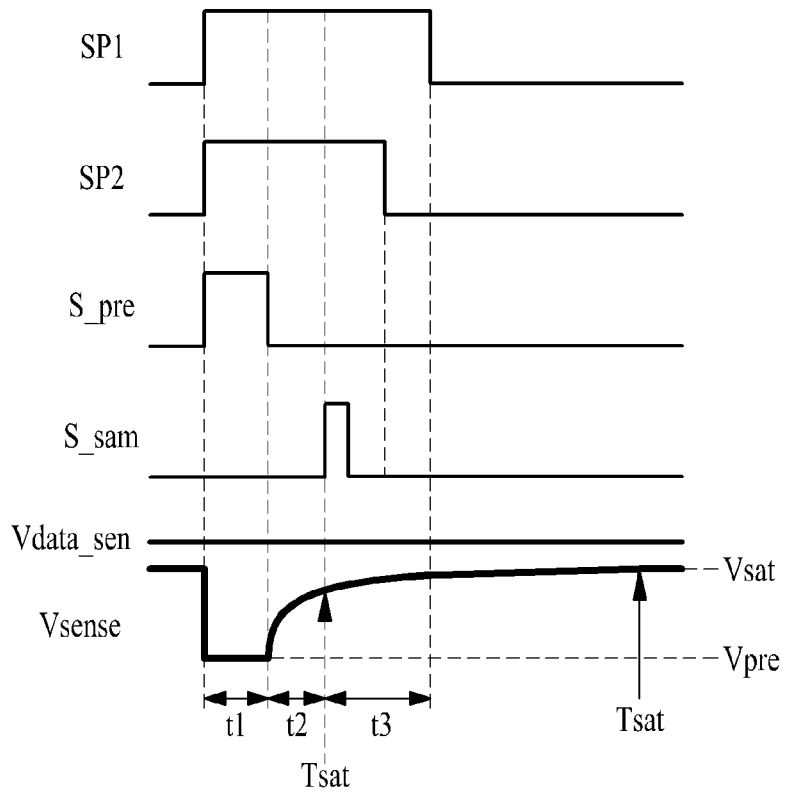 SP1
SP2
S_pre
S_sam
Vdata_sen
Vsat
Vsense
Vpre
t1 t2 t3
Tsat
Tsat